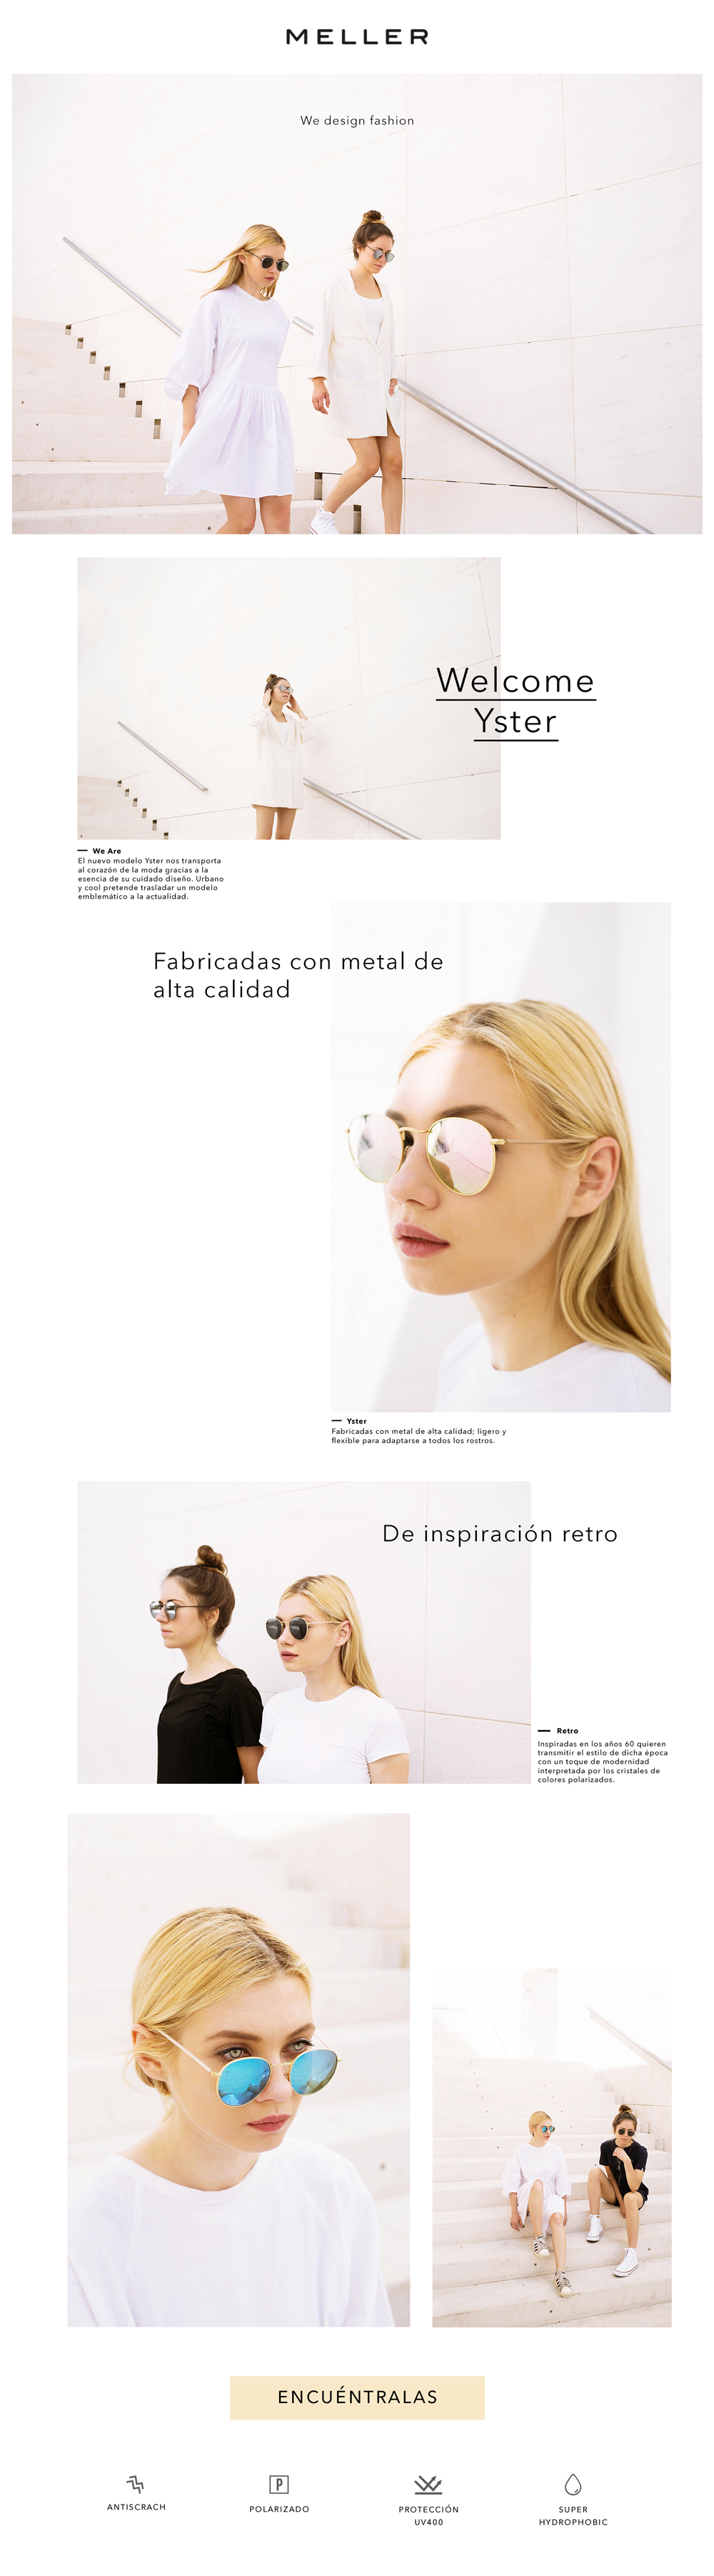 MELLER
We design fashion
Welcome
Yster
We Are
El nuevo modelo Yster nos transporta
al corazón de la moda gracias a la
esencia de su cuidado diseño. Urbano
y cool pretende trasladar un modelo
emblemático a la actualidad.
Fabricadas con metal de
alta calidad
Yster
Fabricadas con metal de alta calidad; ligero y
flexible para adaptarse a todos los rostros.
De inspiración retro
Retro
Inspiradas en los años 60 quieren
transmitir el estilo de dicha época
con un toque de modernidad
interpretada por los cristales de
colores polarizados.
ENCUÉNTRALAS
P
ANTISCRACH
POLARIZADO
PROTECCIÓN
UV400
SUPER
HYDROPHOBIC